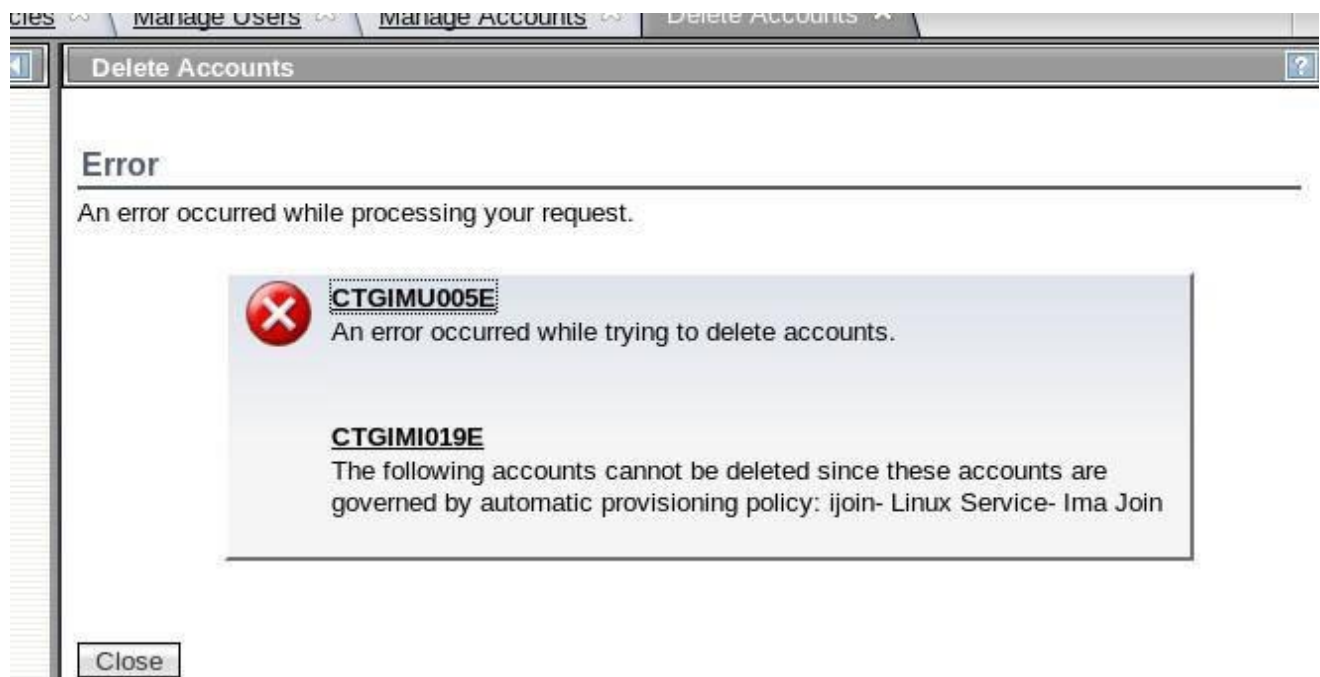 cies Manage Users Manage Accounts Delete Accounts
Delete Accounts ?
Error
An error occurred while processing your request.
CTGIMU005E
An error occurred while trying to delete accounts.
CTGIMI019E
The following accounts cannot be deleted since these accounts are
governed by automatic provisioning policy: ijoin- Linux Service- Ima Join
Close